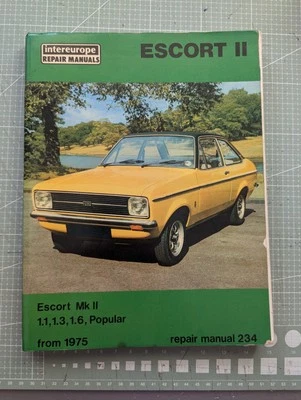 intereurope
REPAIR MANUALS
ESCORT II
Escort Mk II
1.1,1.3,1.6, Popular
from 1975
repair manual 234